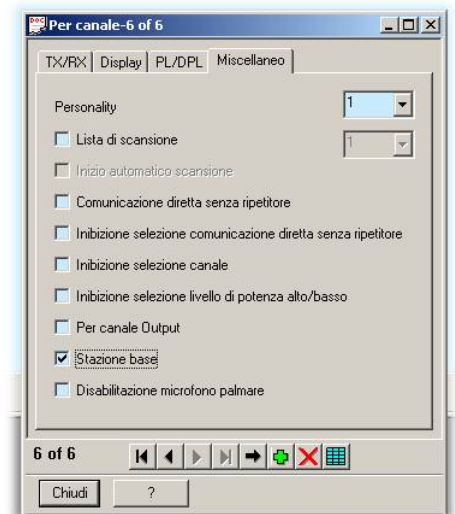 Per canale-6 of 6
TX/RX Display PL/DPL Miscellaneo
Personality 1
Lista di scansione 1
Inizio automatico scansione
Comunicazione diretta senza ripetitore
Inibizione selezione comunicazione diretta senza ripetitore
Inibizione selezione canale
Inibizione selezione livello di potenza alto/basso
Per canale Output
Stazione base
Disabilitazione microfono palmare
6 of 6
Chiudi ?